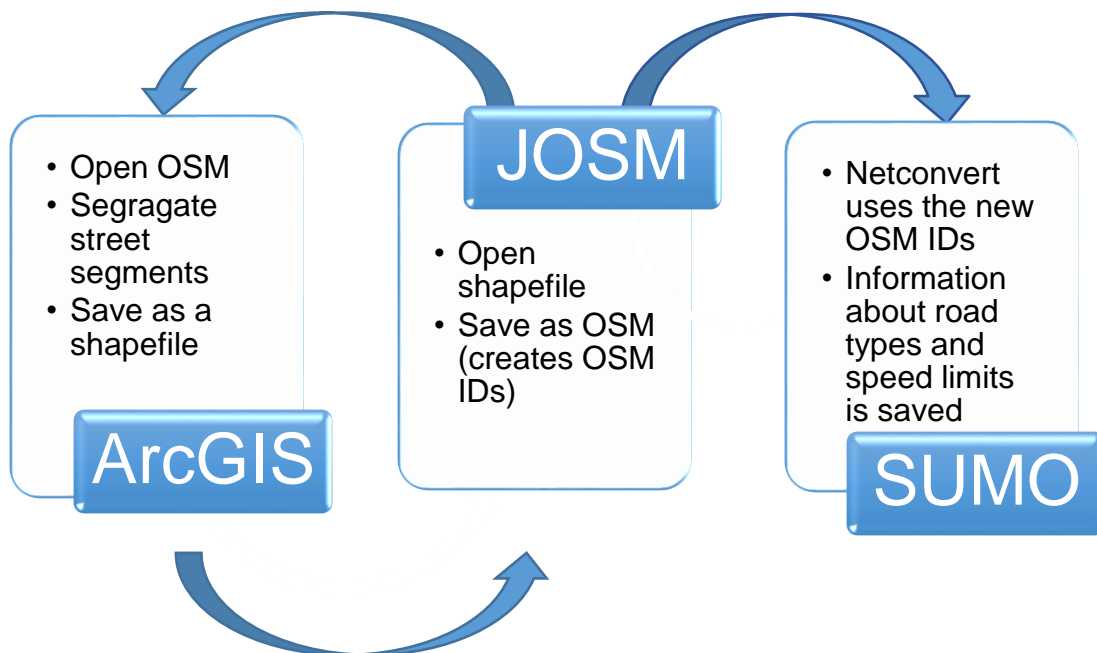 • Open OSM
• Segragate
street
segments
• Save as a
shapefile
ArcGIS
JOSM
• Open
shapefile
• Save as OSM
(creates OSM
IDs)
• Netconvert
uses the new
OSM IDs
• Information
about road
types and
speed limits
is saved
SUMO